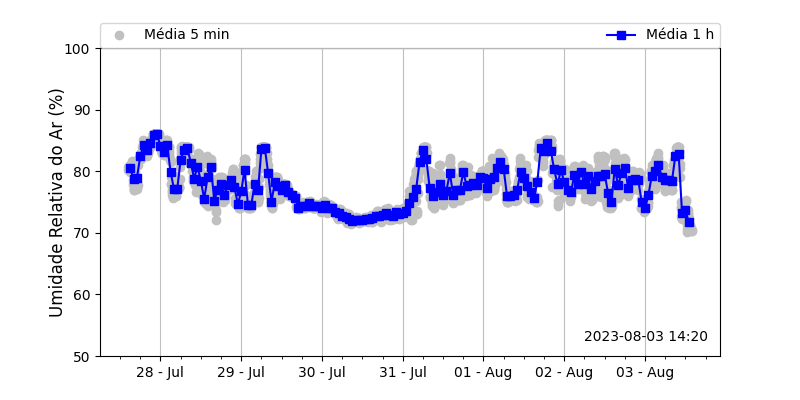 Média 5 min
Média 1 h
Umidade Relativa do Ar (%)
100
90
80
70
60
50
2023-08-03 14:20
28 - Jul
29 - Jul
30 - Jul
31 - Jul
01 - Aug
02 - Aug
03 - Aug